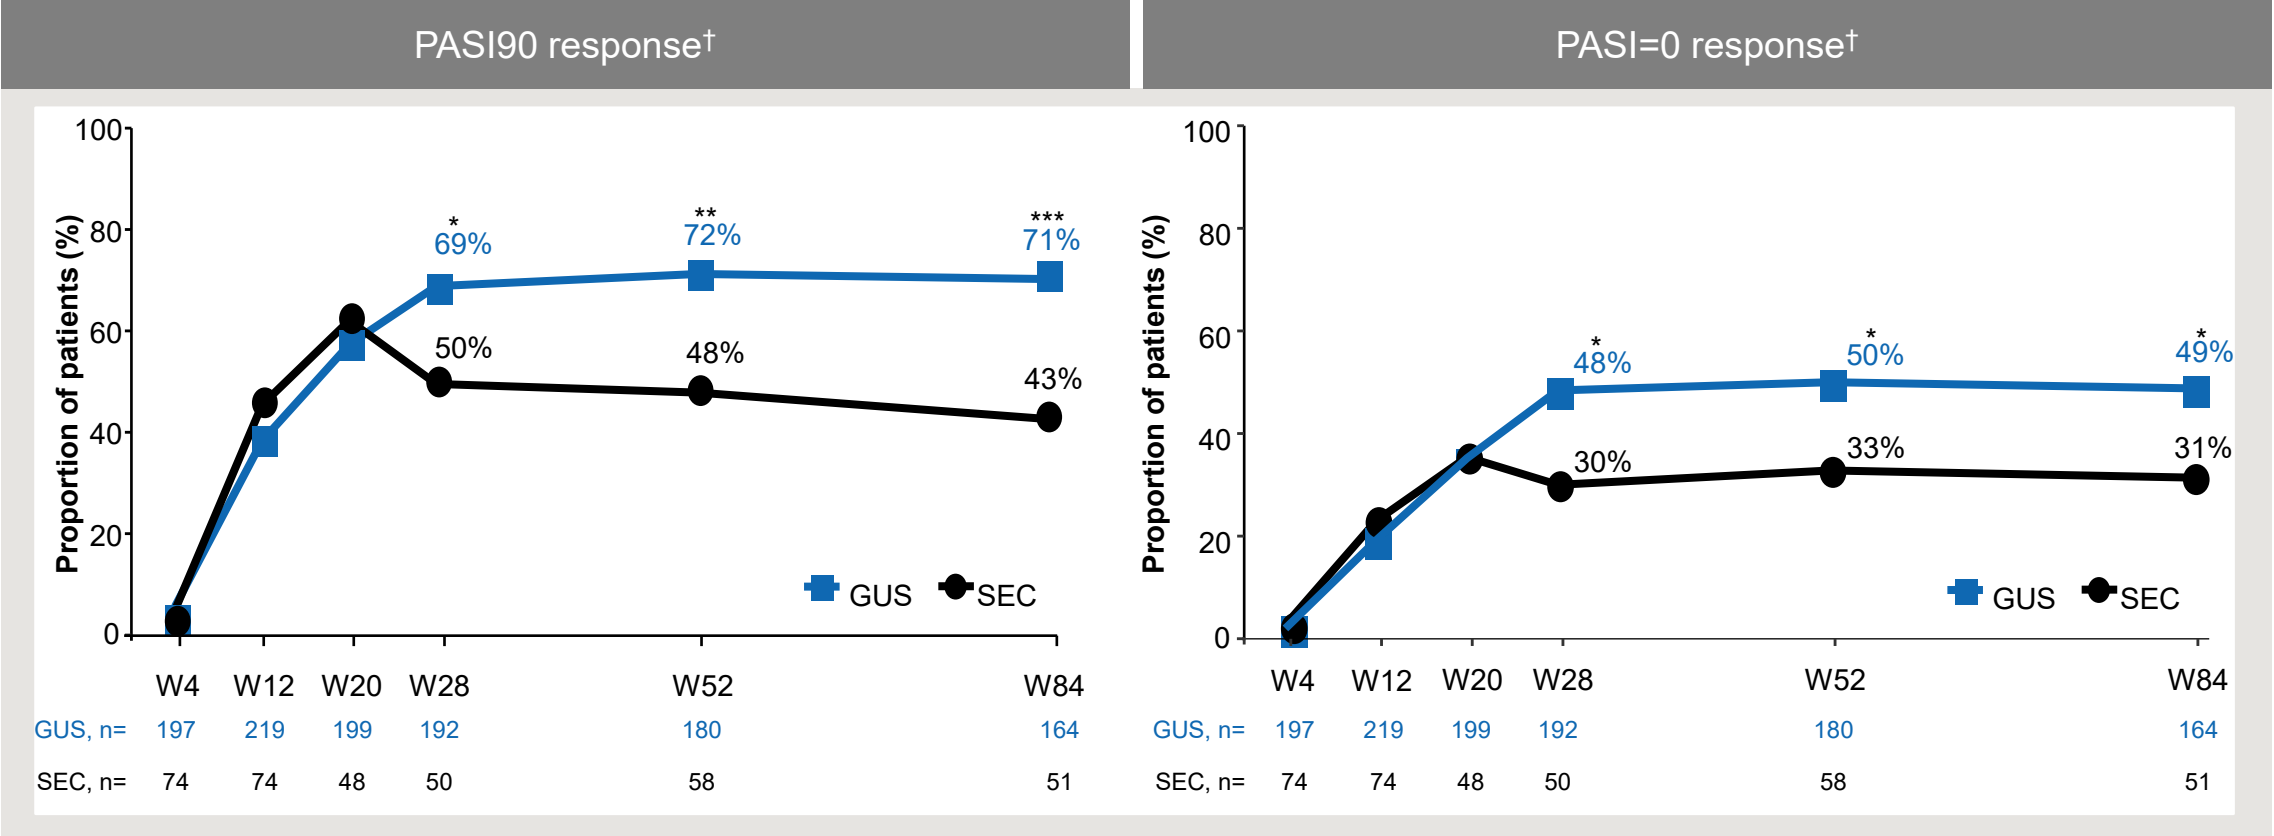 PASI90 response†
PASI=0 response†
Proportion of patients (%)
100
80
60
40
20
0
*
69%
**
72%
***
71%
50%
48%
43%
GUS SEC
W4 W12 W20 W28 W52 W84
GUS, n= 197 219 199 192 180 164
SEC, n= 74 74 48 50 58 51
Proportion of patients (%)
100
80
60
40
20
0
*
48%
*
50%
*
49%
30%
33%
31%
GUS SEC
W4 W12 W20 W28 W52 W84
GUS, n= 197 219 199 192 180 164
SEC, n= 74 74 48 50 58 51